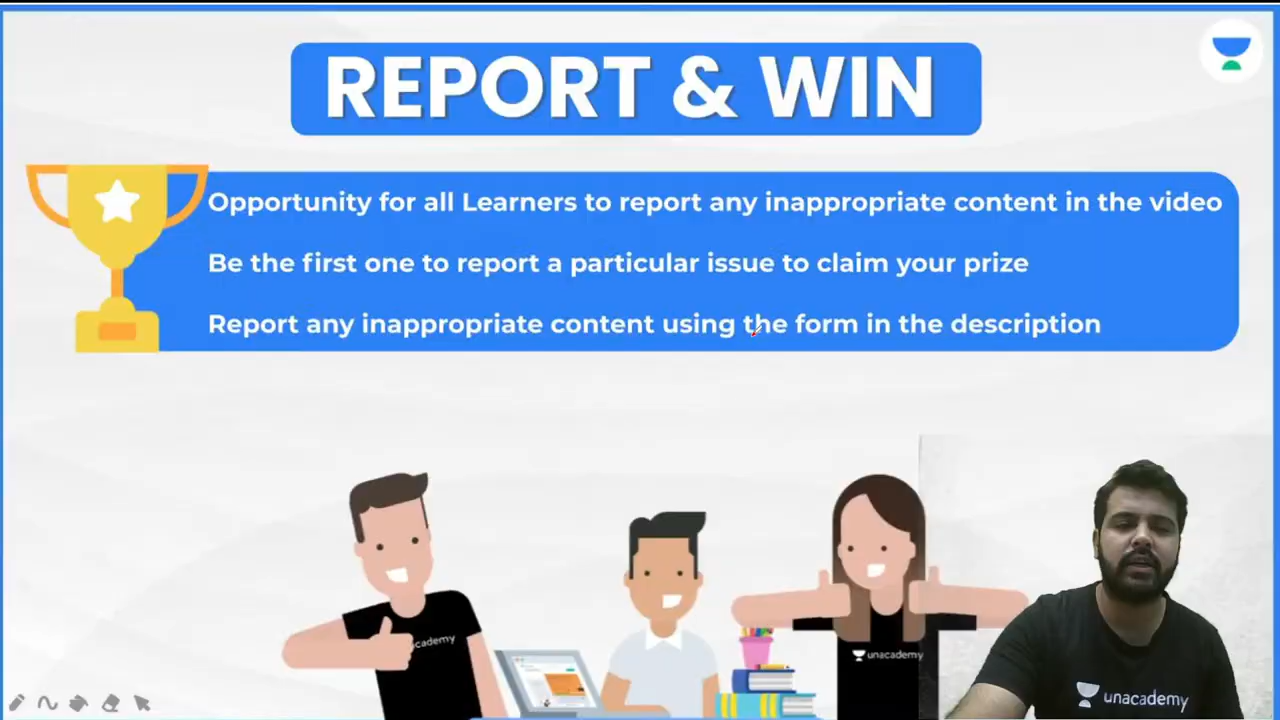 REPORT & WIN
Opportunity for all Learners to report any inappropriate content in the video
Be the first one to report a particular issue to claim your prize
Report any inappropriate content using the form in the description
cademy
unacademy
unacademy